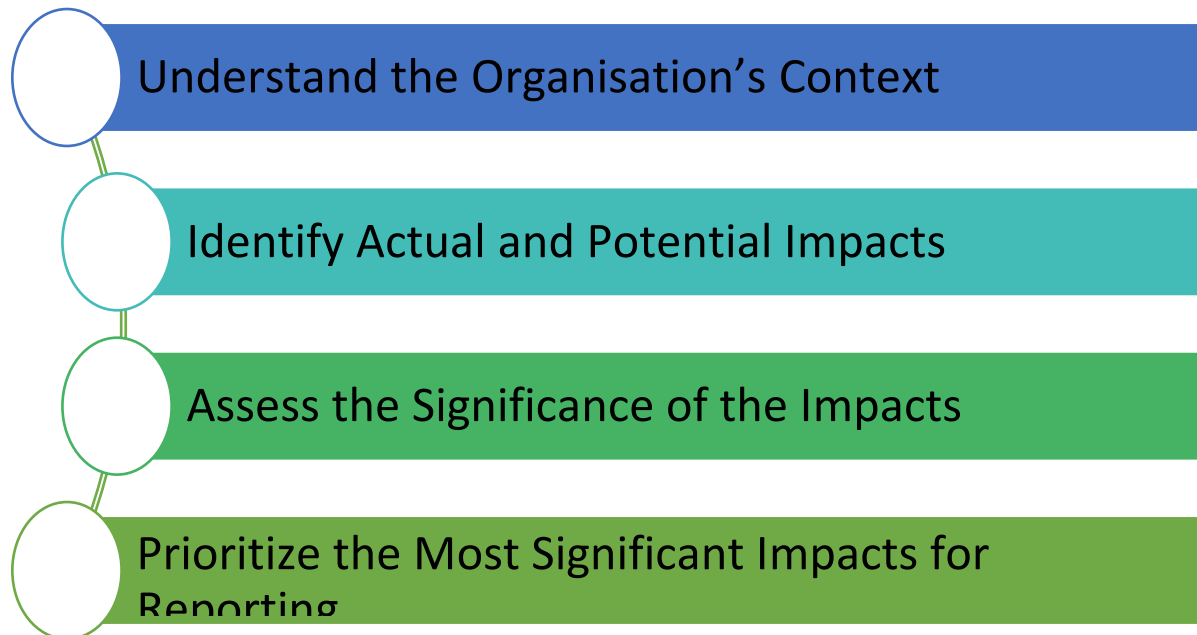 Understand the Organisation’s Context
Identify Actual and Potential Impacts
Assess the Significance of the Impacts
Prioritize the Most Significant Impacts for
Reporting